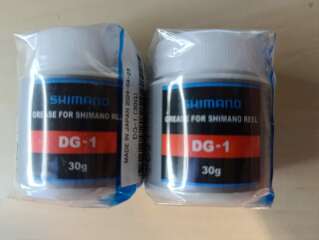 SHIMANO
GREASE FOR SHIMANO REEL
DG-1
30g
MADE IN JAPAN
SHIMANO
GREASE FOR SHIMANO REEL
DG-1
30g